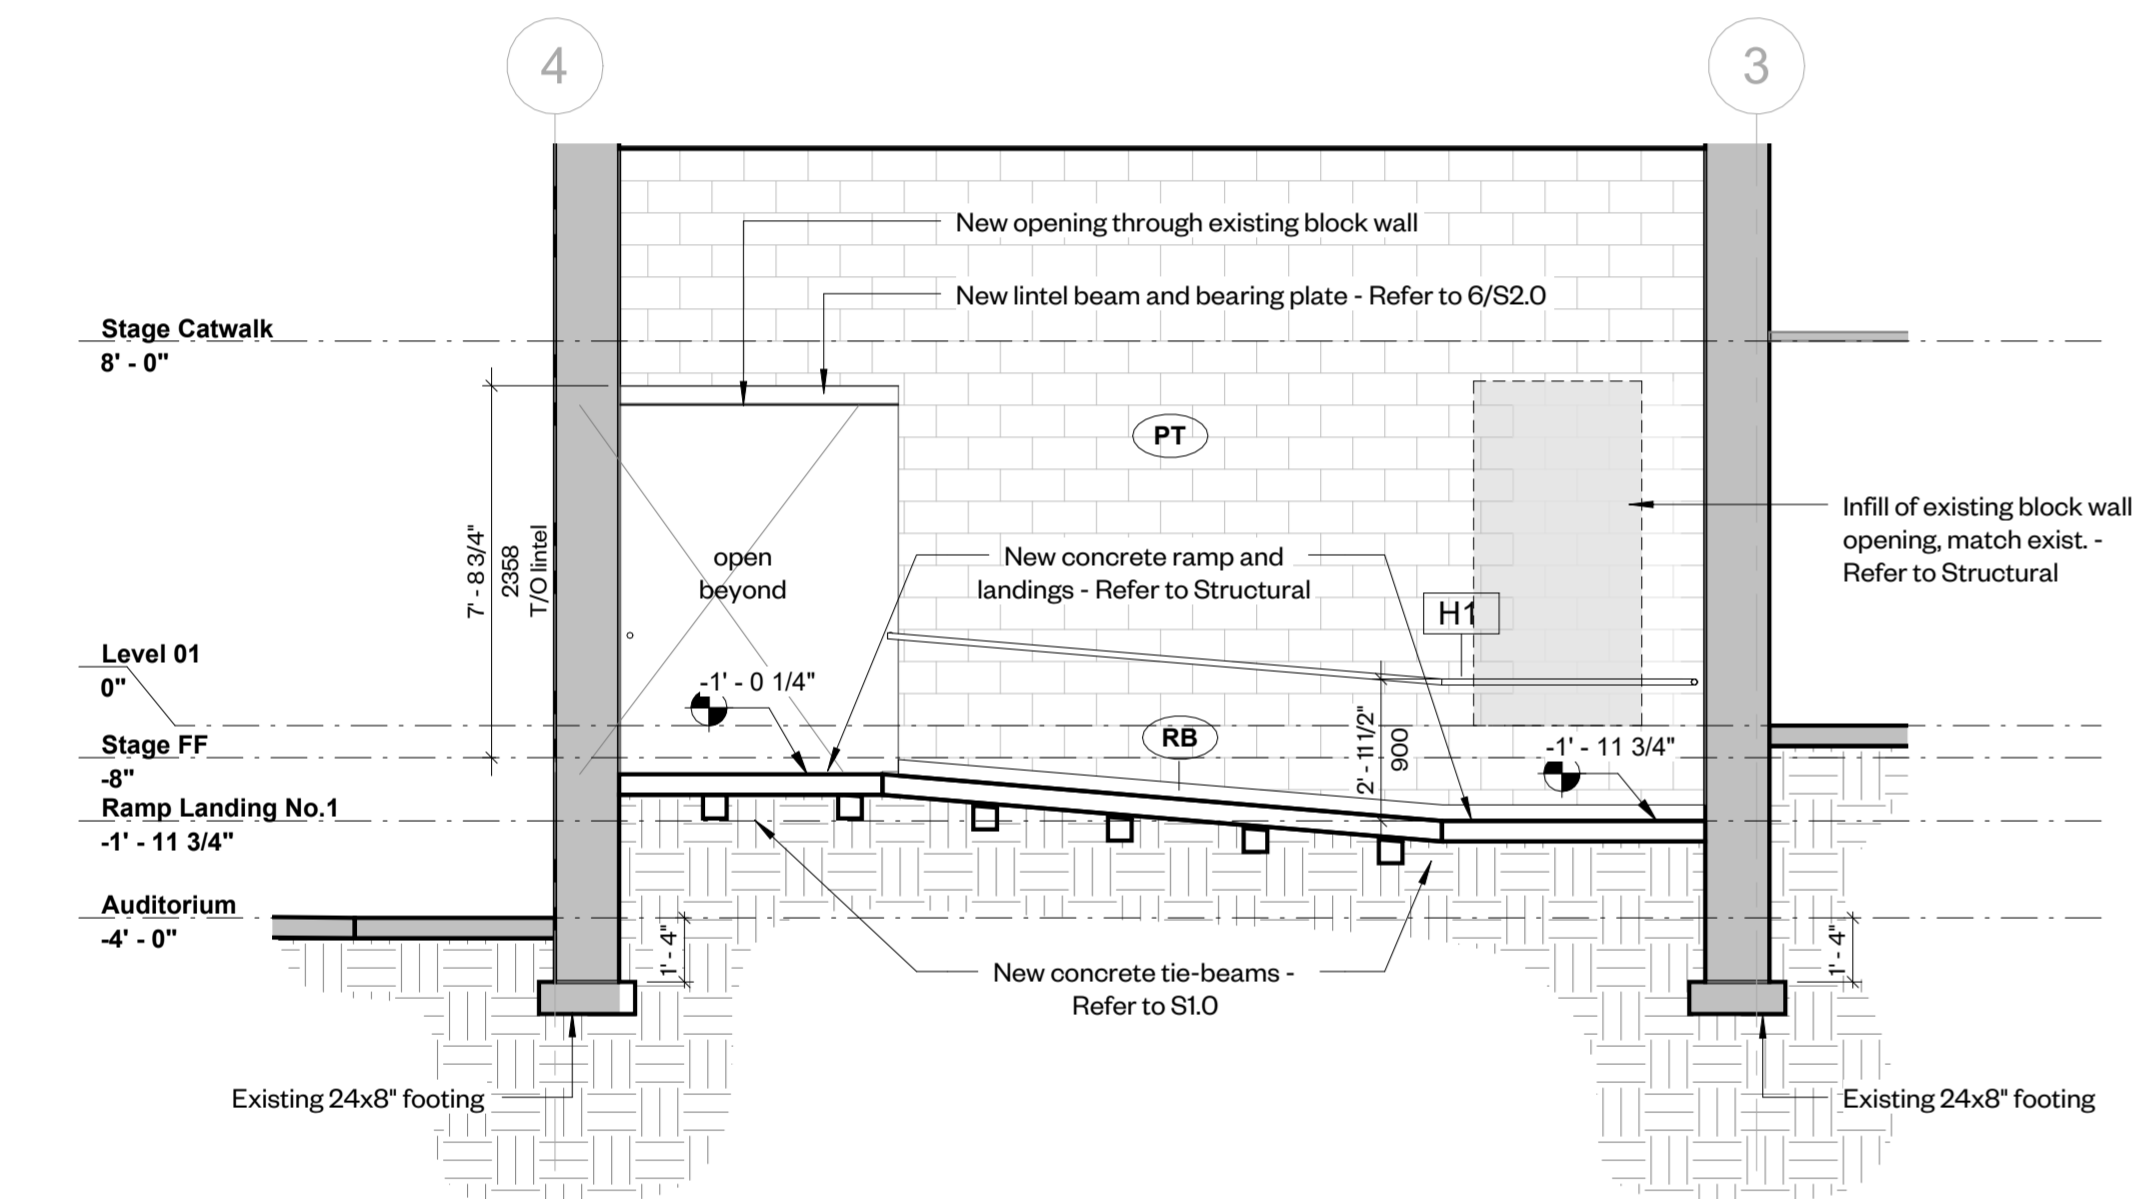 4
3
New opening through existing block wall
New lintel beam and bearing plate - Refer to 6/S2.0
Stage Catwalk
8' - 0"
PT
7' - 8 3/4"
2358
T/O lintel
open
beyond
New concrete ramp and
landings - Refer to Structural
Infill of existing block wall
opening, match exist. -
Refer to Structural
H1
Level 01
0"
-1' - 0 1/4"
RB
2' - 11 1/2"
900
-1' - 11 3/4"
Stage FF
-8"
Ramp Landing No.1
-1' - 11 3/4"
Auditorium
-4' - 0"
1' - 4"
1' - 4"
New concrete tie-beams -
Refer to S1.0
Existing 24x8" footing
Existing 24x8" footing